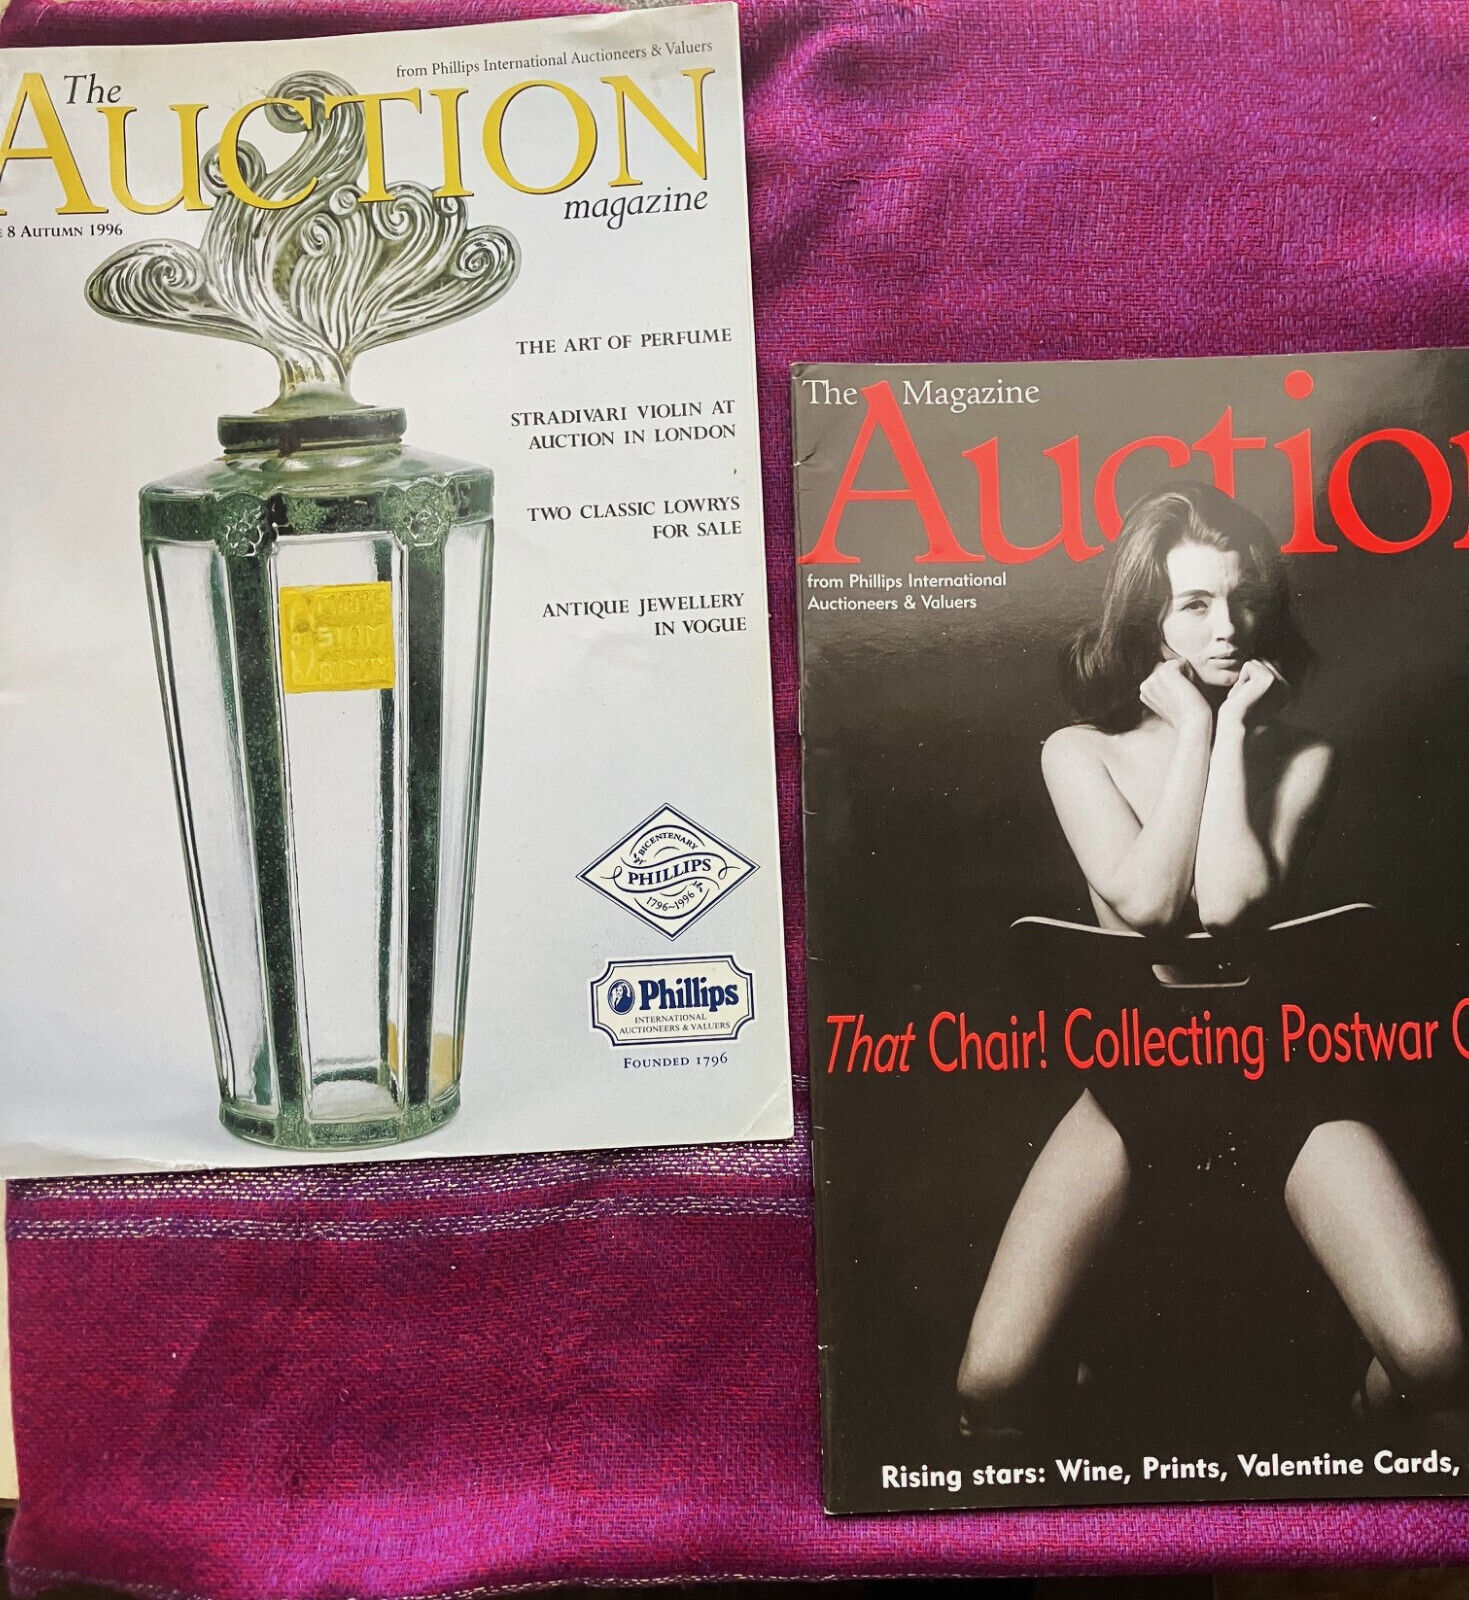 from Phillips International Auctioneers & Valuers
The
AUCTION
magazine
8 AUTUMN 1996
THE ART OF PERFUME
STRADIVARI VIOLIN AT
AUCTION IN LONDON
TWO CLASSIC LOWRYS
FOR SALE
ANTIQUE JEWELLERY
IN VOGUE
BICENTENARY
PHILLIPS
1796~1996
Phillips
INTERNATIONAL
AUCTIONEERS & VALUERS
FOUNDED 1796
The Magazine
Auction
from Phillips International
Auctioneers & Valuers
That Chair! Collecting Postwar
Rising stars: Wine, Prints, Valentine Cards,